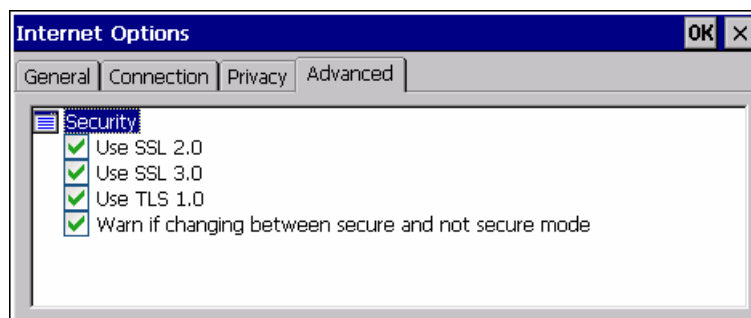 Internet Options OK ×
General Connection Privacy Advanced
Security
Use SSL 2.0
Use SSL 3.0
Use TLS 1.0
Warn if changing between secure and not secure mode